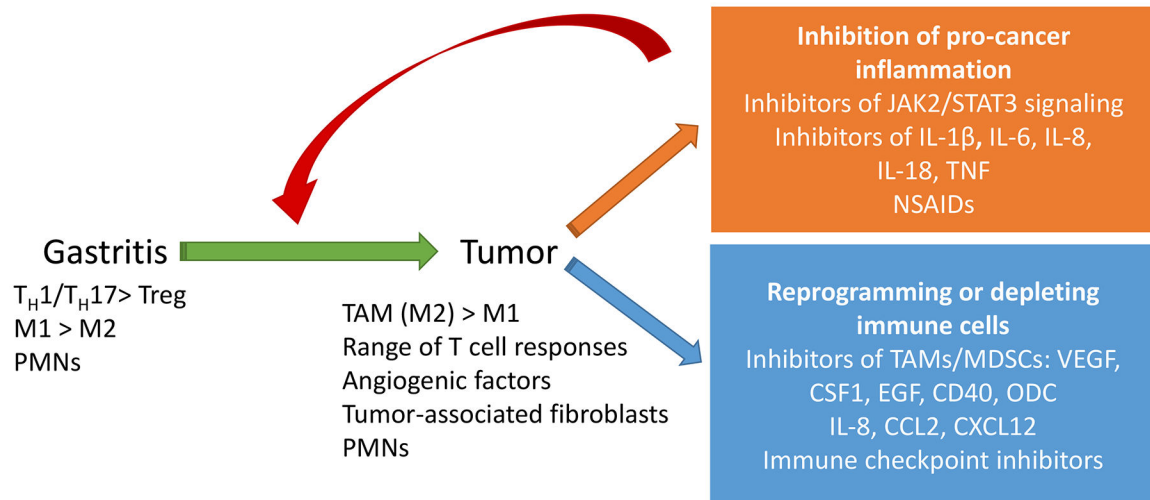 Gastritis
T_H1/T_H17> Treg
M1 > M2
PMNs
Tumor
TAM (M2) > M1
Range of T cell responses
Angiogenic factors
Tumor-associated fibroblasts
PMNs
Inhibition of pro-cancer
inflammation
Inhibitors of JAK2/STAT3 signaling
Inhibitors of IL-1β, IL-6, IL-8,
IL-18, TNF
NSAIDs
Reprogramming or depleting
immune cells
Inhibitors of TAMs/MDSCs: VEGF,
CSF1, EGF, CD40, ODC
IL-8, CCL2, CXCL12
Immune checkpoint inhibitors